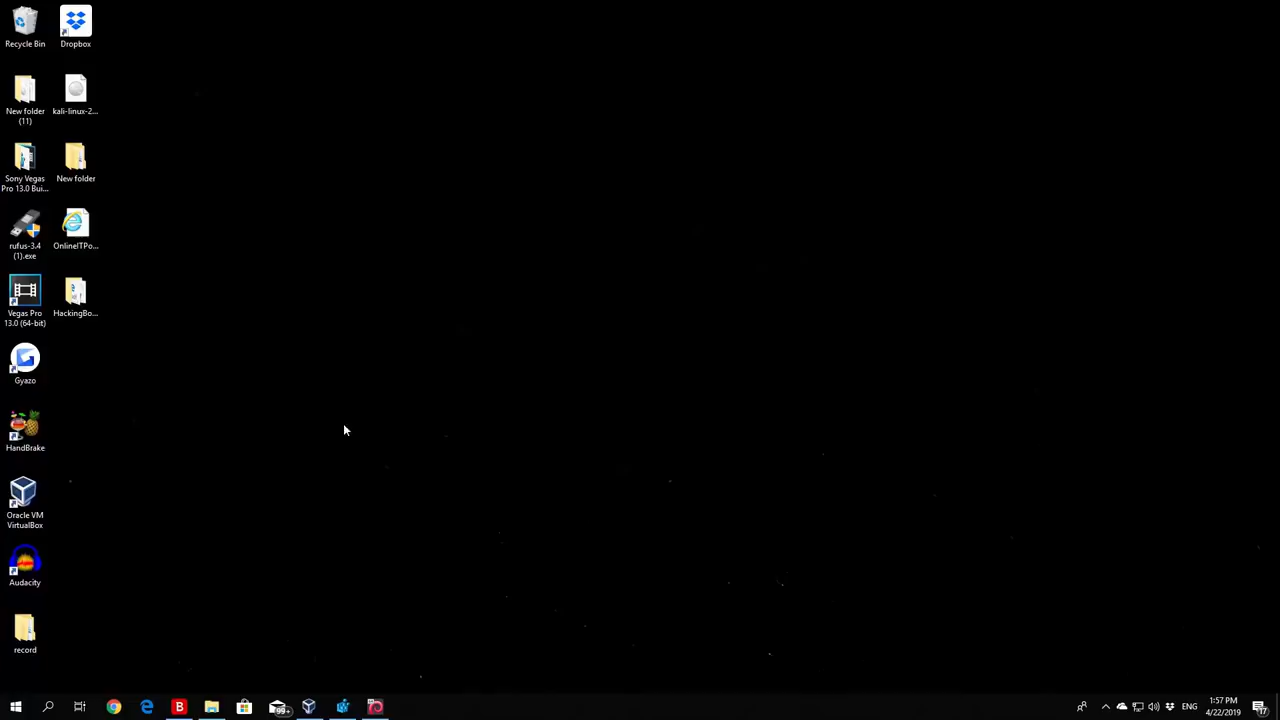 Recycle Bin
Dropbox
New folder
(11)
kali-linux-2...
Sony Vegas
Pro 13.0 Bui...
New folder
rufus-3.4
(1).exe
OnlineITPo...
Vegas Pro
13.0 (64-bit)
HackingBo...
Gyazo
HandBrake
Oracle VM
VirtualBox
Audacity
record
B
99+
ENG
1:57 PM
4/22/2019
17